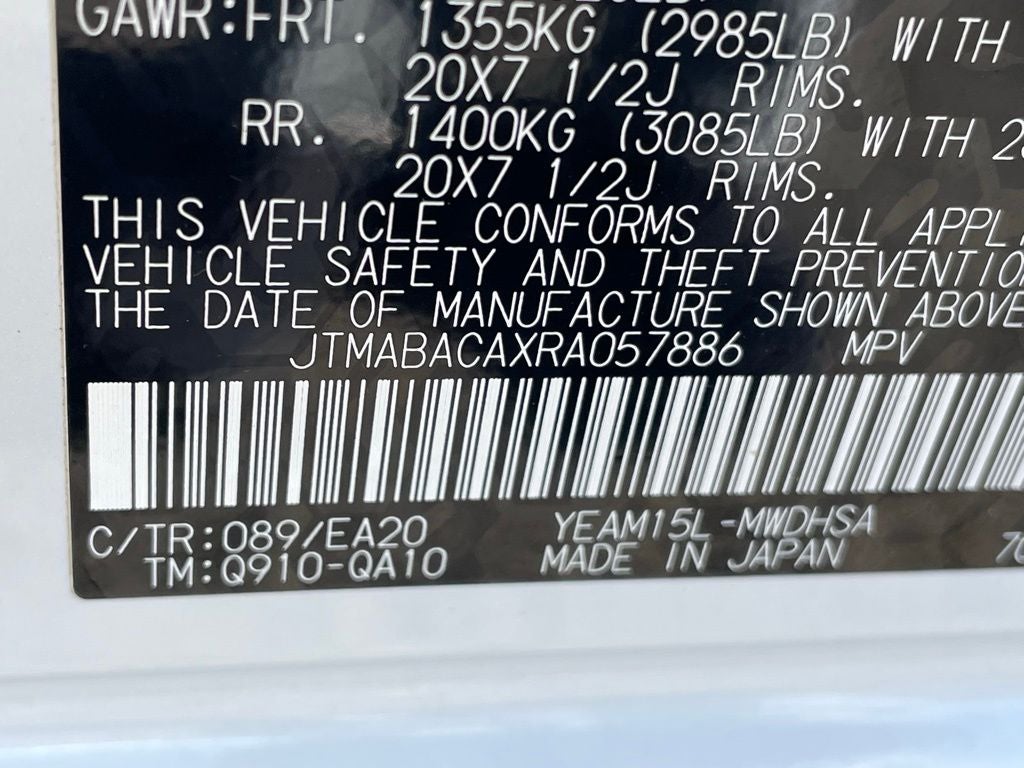 GAWR:FRT. 1355KG (2985LB) WITH
20X7 1/2J RIMS.
RR. 1400KG (3085LB) WITH
20X7 1/2J RIMS.
THIS VEHICLE CONFORMS TO ALL
VEHICLE SAFETY AND THEFT PREVENTION
THE DATE OF MANUFACTURE SHOWN ABOVE
JTMABACAXRA057886 MPV
C/TR:089/EA20 YEAM15L-MWDHSA
TM:Q910-QA10 MADE IN JAPAN